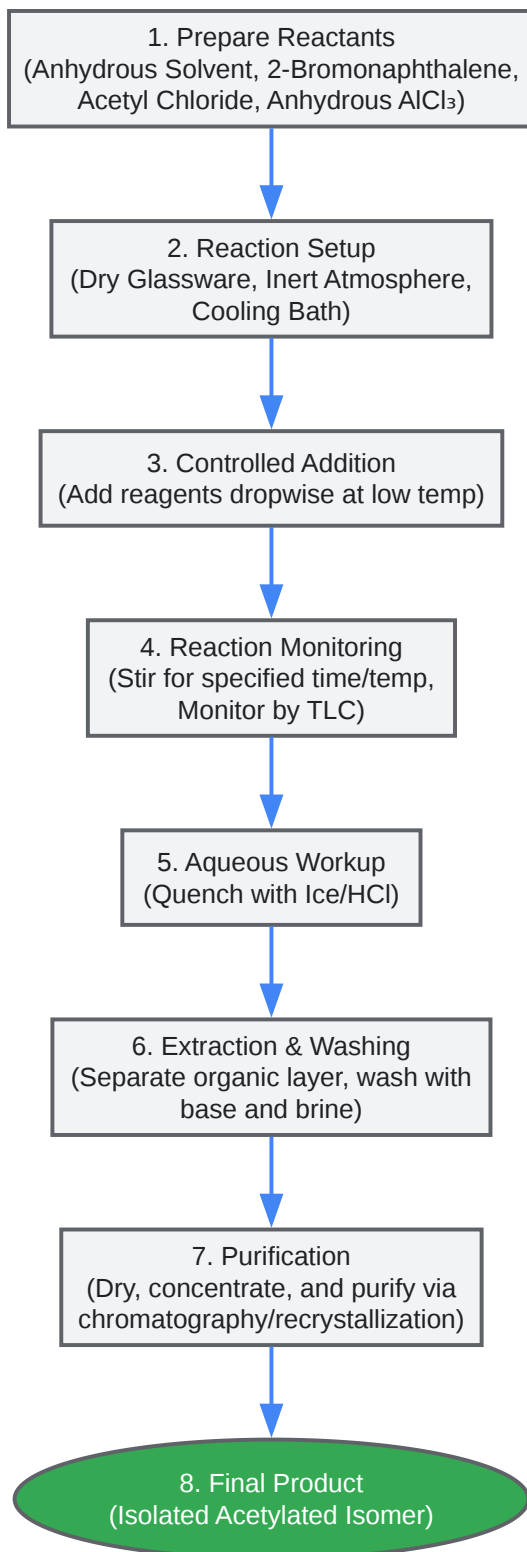 1. Prepare Reactants
(Anhydrous Solvent, 2-Bromonaphthalene,
Acetyl Chloride, Anhydrous AlCl₃)
2. Reaction Setup
(Dry Glassware, Inert Atmosphere,
Cooling Bath)
3. Controlled Addition
(Add reagents dropwise at low temp)
4. Reaction Monitoring
(Stir for specified time/temp,
Monitor by TLC)
5. Aqueous Workup
(Quench with Ice/HCl)
6. Extraction & Washing
(Separate organic layer, wash with
base and brine)
7. Purification
(Dry, concentrate, and purify via
chromatography/recrystallization)
8. Final Product
(Isolated Acetylated Isomer)